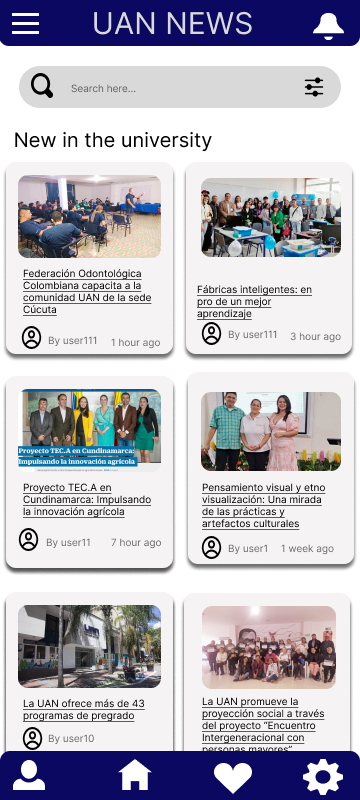 UAN NEWS
Search here...
New in the university
Federación Odontológica
Colombiana capacita a la
comunidad UAN de la sede
Cúcuta
By user111
1 hour ago
Fábricas inteligentes: en
pro de un mejor
aprendizaje
By user111
3 hour ago
Proyecto TEC.A en Cundinamarca:
Impulsando la innovación agrícola
Proyecto TEC.A en
Cundinamarca: Impulsando
la innovación agrícola
By user11
7 hour ago
Pensamiento visual y etno
visualización: Una mirada
de las prácticas y
artefactos culturales
By user1
1 week ago
UAN
La UAN ofrece más de 43
programas de pregrado
By user10
La UAN promueve la
proyección social a través
del proyecto “Encuentro
Intergeneracional con
personas mayores”